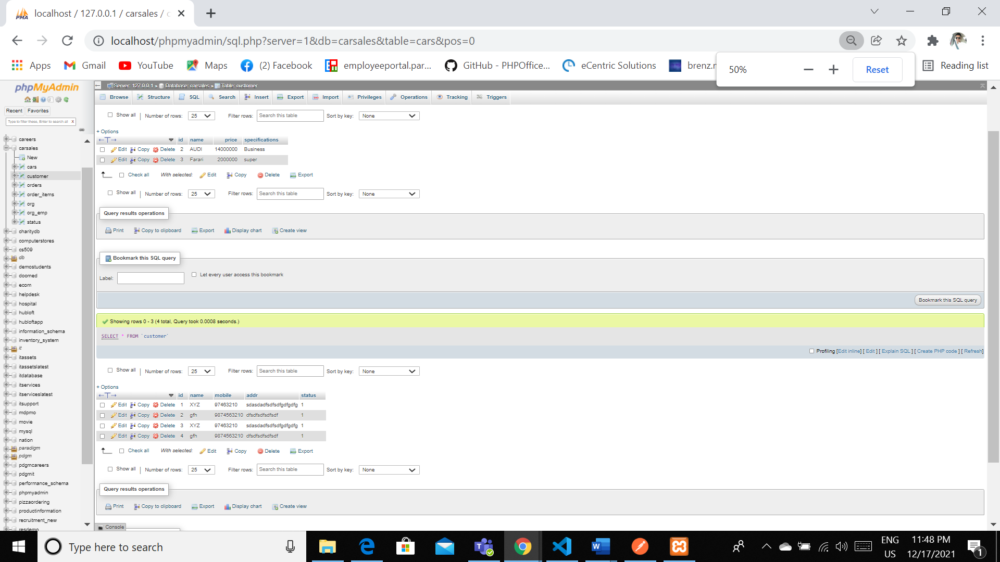 localhost / 127.0.0.1 / carsales / c
localhost/phpmyadmin/sql.php?server=1&db=carsales&table=cars&pos=0
Apps Gmail YouTube Maps (2) Facebook employeeportal.par... GitHub - PHPOffice... eCentric Solutions brenz.n Reading list
50% Reset
phpMyAdmin
Recent Favorites
Type to filter these, Enter to search all X
careers
carsales
New
cars
customer
orders
order_items
org
org_emp
status
charitydb
computerstores
cs509
db
demostudents
doomed
ecom
helpdesk
hospital
hubloft
hubloftapp
information_schema
inventory_system
it
itassets
itassetslatest
itdatabase
itservices
itserviceslatest
itsupport
mdpmo
movie
mysql
nation
paradigm
pdgm
pdgmcareers
pdgmit
performance_schema
phpmyadmin
pizzaordering
productinformation
recruitment_new
resdemo
Server: 127.0.0.1 » Database: carsales » Table: customer
Browse Structure SQL Search Insert Export Import Privileges Operations Tracking Triggers
Show all Number of rows: 25 Filter rows: Search this table Sort by key: None
+ Options
←T→ id name price specifications
Edit Copy Delete 2 AUDI 14000000 Business
Edit Copy Delete 3 Farari 2000000 super
Check all With selected: Edit Copy Delete Export
Show all Number of rows: 25 Filter rows: Search this table Sort by key: None
Query results operations
Print Copy to clipboard Export Display chart Create view
Bookmark this SQL query
Label: Let every user access this bookmark
Bookmark this SQL query
Showing rows 0 - 3 (4 total, Query took 0.0008 seconds.)
SELECT * FROM `customer`
Profiling [Edit inline] [ Edit ] [ Explain SQL ] [ Create PHP code ] [ Refresh]
Show all Number of rows: 25 Filter rows: Search this table Sort by key: None
+ Options
←T→ id name mobile addr status
Edit Copy Delete 1 XYZ 97463210 sdasdadfsdfsdfgdfgdfg 1
Edit Copy Delete 2 gfh 9874563210 dfsdfsdfsdfsdf 1
Edit Copy Delete 3 XYZ 97463210 sdasdadfsdfsdfgdfgdfg 1
Edit Copy Delete 4 gfh 9874563210 dfsdfsdfsdfsdf 1
Check all With selected: Edit Copy Delete Export
Show all Number of rows: 25 Filter rows: Search this table Sort by key: None
Query results operations
Print Copy to clipboard Export Display chart Create view
Console
Type here to search
ENG
US
11:48 PM
12/17/2021
1